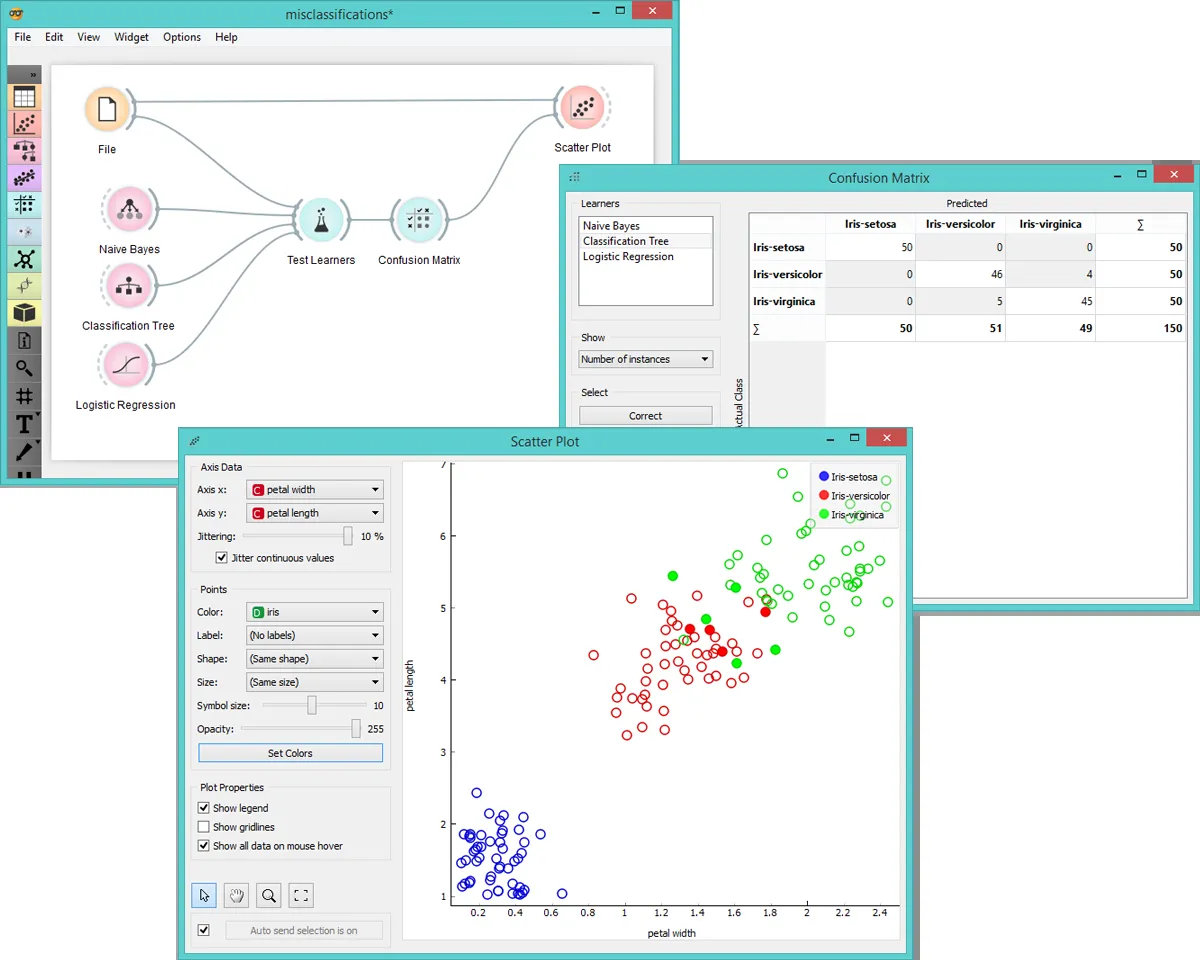 misclassifications*
File Edit View Widget Options Help
»
File
Scatter Plot
Naive Bayes
Test Learners
Confusion Matrix
Classification Tree
Logistic Regression
Confusion Matrix
Learners
Naive Bayes
Classification Tree
Logistic Regression
Show
Number of instances
Select
Correct
Predicted
Iris-setosa Iris-versicolor Iris-virginica ∑
Iris-setosa 50 0 0 50
Iris-versicolor 0 46 4 50
Iris-virginica 0 5 45 50
∑ 50 51 49 150
Actual Class
Scatter Plot
Axis Data
Axis x: C petal width
Axis y: C petal length
Jittering: 10 %
Jitter continuous values
Points
Color: D iris
Label: (No labels)
Shape: (Same shape)
Size: (Same size)
Symbol size: 10
Opacity: 255
Set Colors
Plot Properties
Show legend
Show gridlines
Show all data on mouse hover
Auto send selection is on
Iris-setosa
Iris-versicolor
Iris-virginica
7
6
5
4
3
2
1
petal length
0.2 0.4 0.6 0.8 1 1.2 1.4 1.6 1.8 2 2.2 2.4
petal width